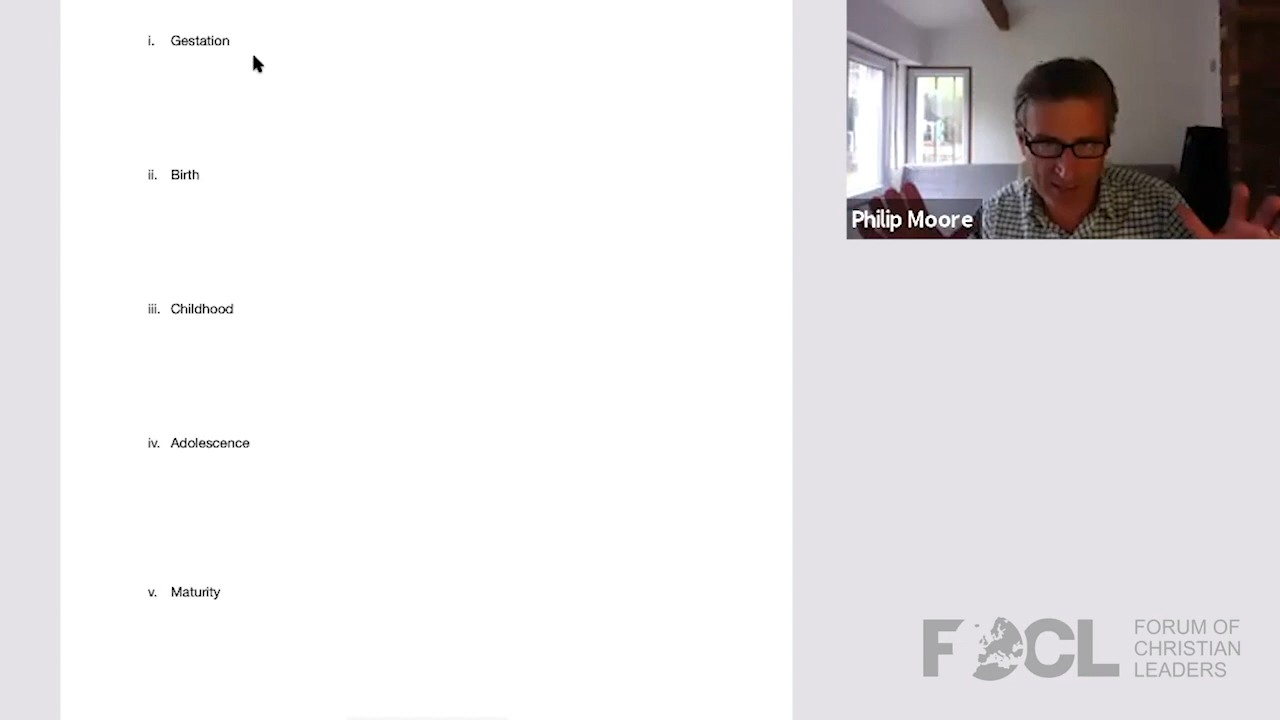 i. Gestation
ii. Birth
iii. Childhood
iv. Adolescence
v. Maturity
Philip Moore
FOCL
FORUM OF
CHRISTIAN
LEADERS